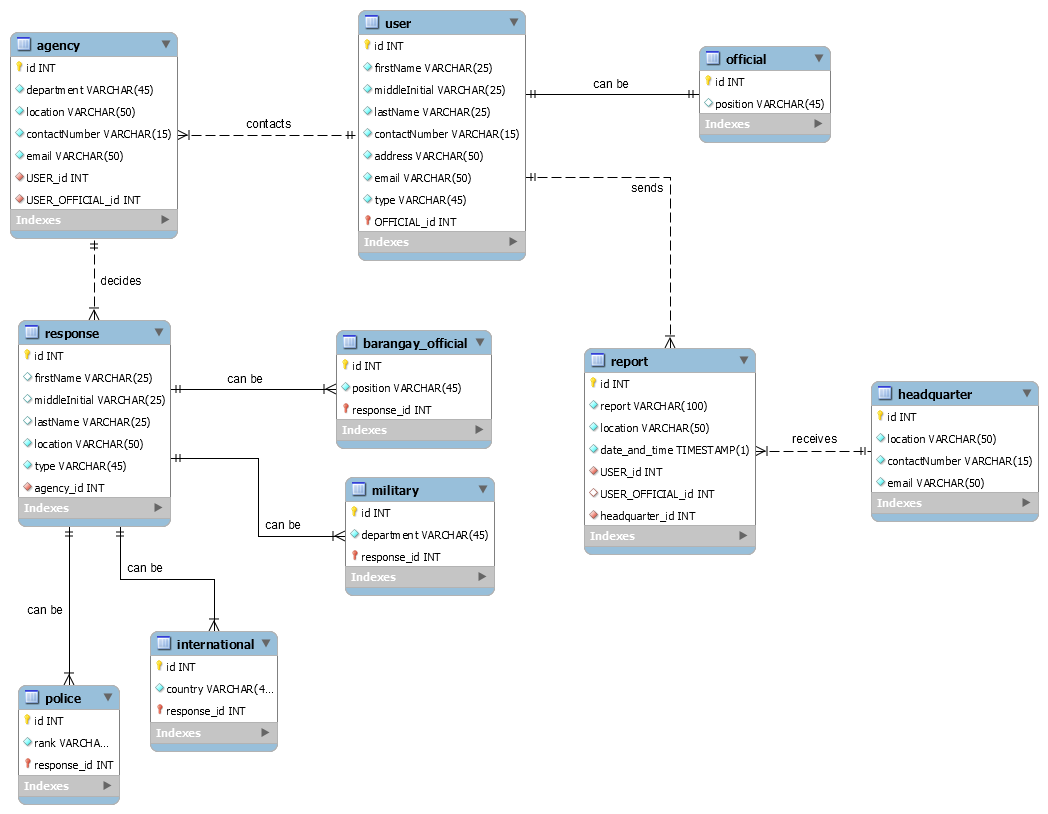 agency
id INT
department VARCHAR(45)
location VARCHAR(50)
contactNumber VARCHAR(15)
email VARCHAR(50)
USER_id INT
USER_OFFICIAL_id INT
Indexes
contacts
user
id INT
firstName VARCHAR(25)
middleInitial VARCHAR(25)
lastName VARCHAR(25)
contactNumber VARCHAR(15)
address VARCHAR(50)
email VARCHAR(50)
type VARCHAR(45)
OFFICIAL_id INT
Indexes
can be
official
id INT
position VARCHAR(45)
Indexes
sends
decides
response
id INT
firstName VARCHAR(25)
middleInitial VARCHAR(25)
lastName VARCHAR(25)
location VARCHAR(50)
type VARCHAR(45)
agency_id INT
Indexes
can be
barangay_official
id INT
position VARCHAR(45)
response_id INT
Indexes
can be
military
id INT
department VARCHAR(45)
response_id INT
Indexes
report
id INT
report VARCHAR(100)
location VARCHAR(50)
date_and_time TIMESTAMP(1)
USER_id INT
USER_OFFICIAL_id INT
headquarter_id INT
Indexes
receives
headquarter
id INT
location VARCHAR(50)
contactNumber VARCHAR(15)
email VARCHAR(50)
Indexes
can be
can be
international
id INT
country VARCHAR(4...
response_id INT
Indexes
police
id INT
rank VARCHA...
response_id INT
Indexes